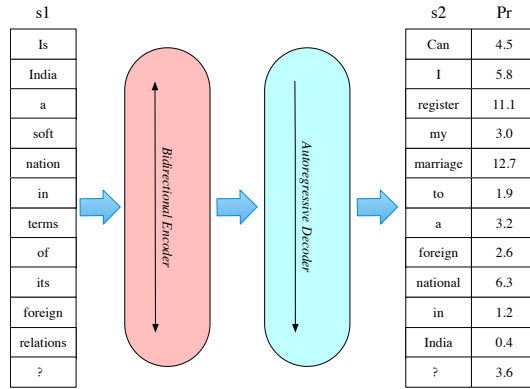 s1 s2 Pr
Is Can 4.5
India I 5.8
a register 11.1
soft my 3.0
nation marriage 12.7
in to 1.9
terms a 3.2
of foreign 2.6
its national 6.3
foreign in 1.2
relations India 0.4
? ? 3.6
Bidirectional Encoder
Autoregressive Decoder